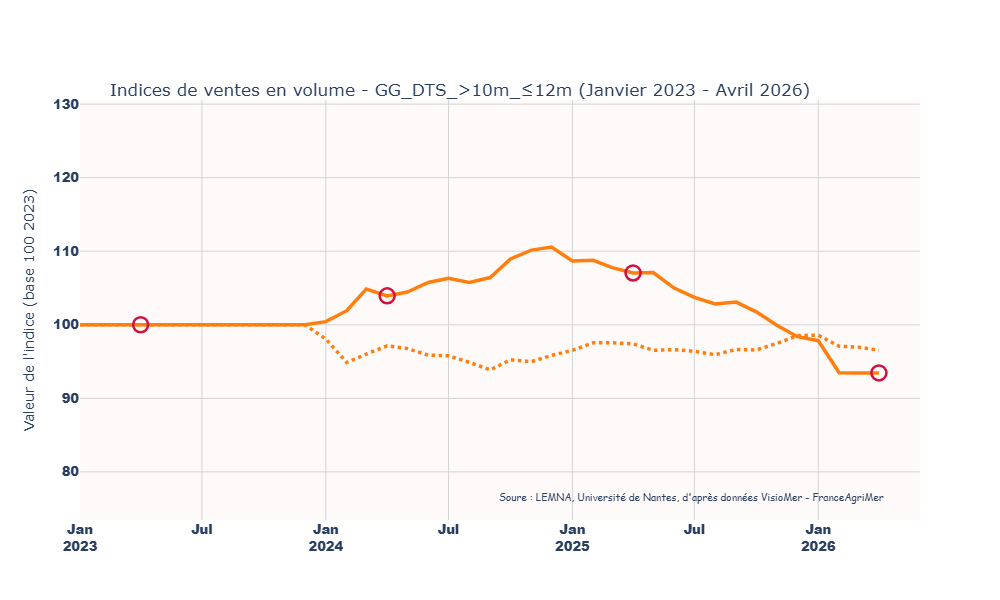 Indices de ventes en volume - GG_DTS_>10m_≤12m (Janvier 2023 - Avril 2026)
Valeur de l'indice (base 100 2023)
130
120
110
100
90
80
Soure : LEMNA, Université de Nantes, d'après données VisioMer - FranceAgriMer
Jan Jul Jan Jul Jan Jul Jan
2023 2024 2025 2026